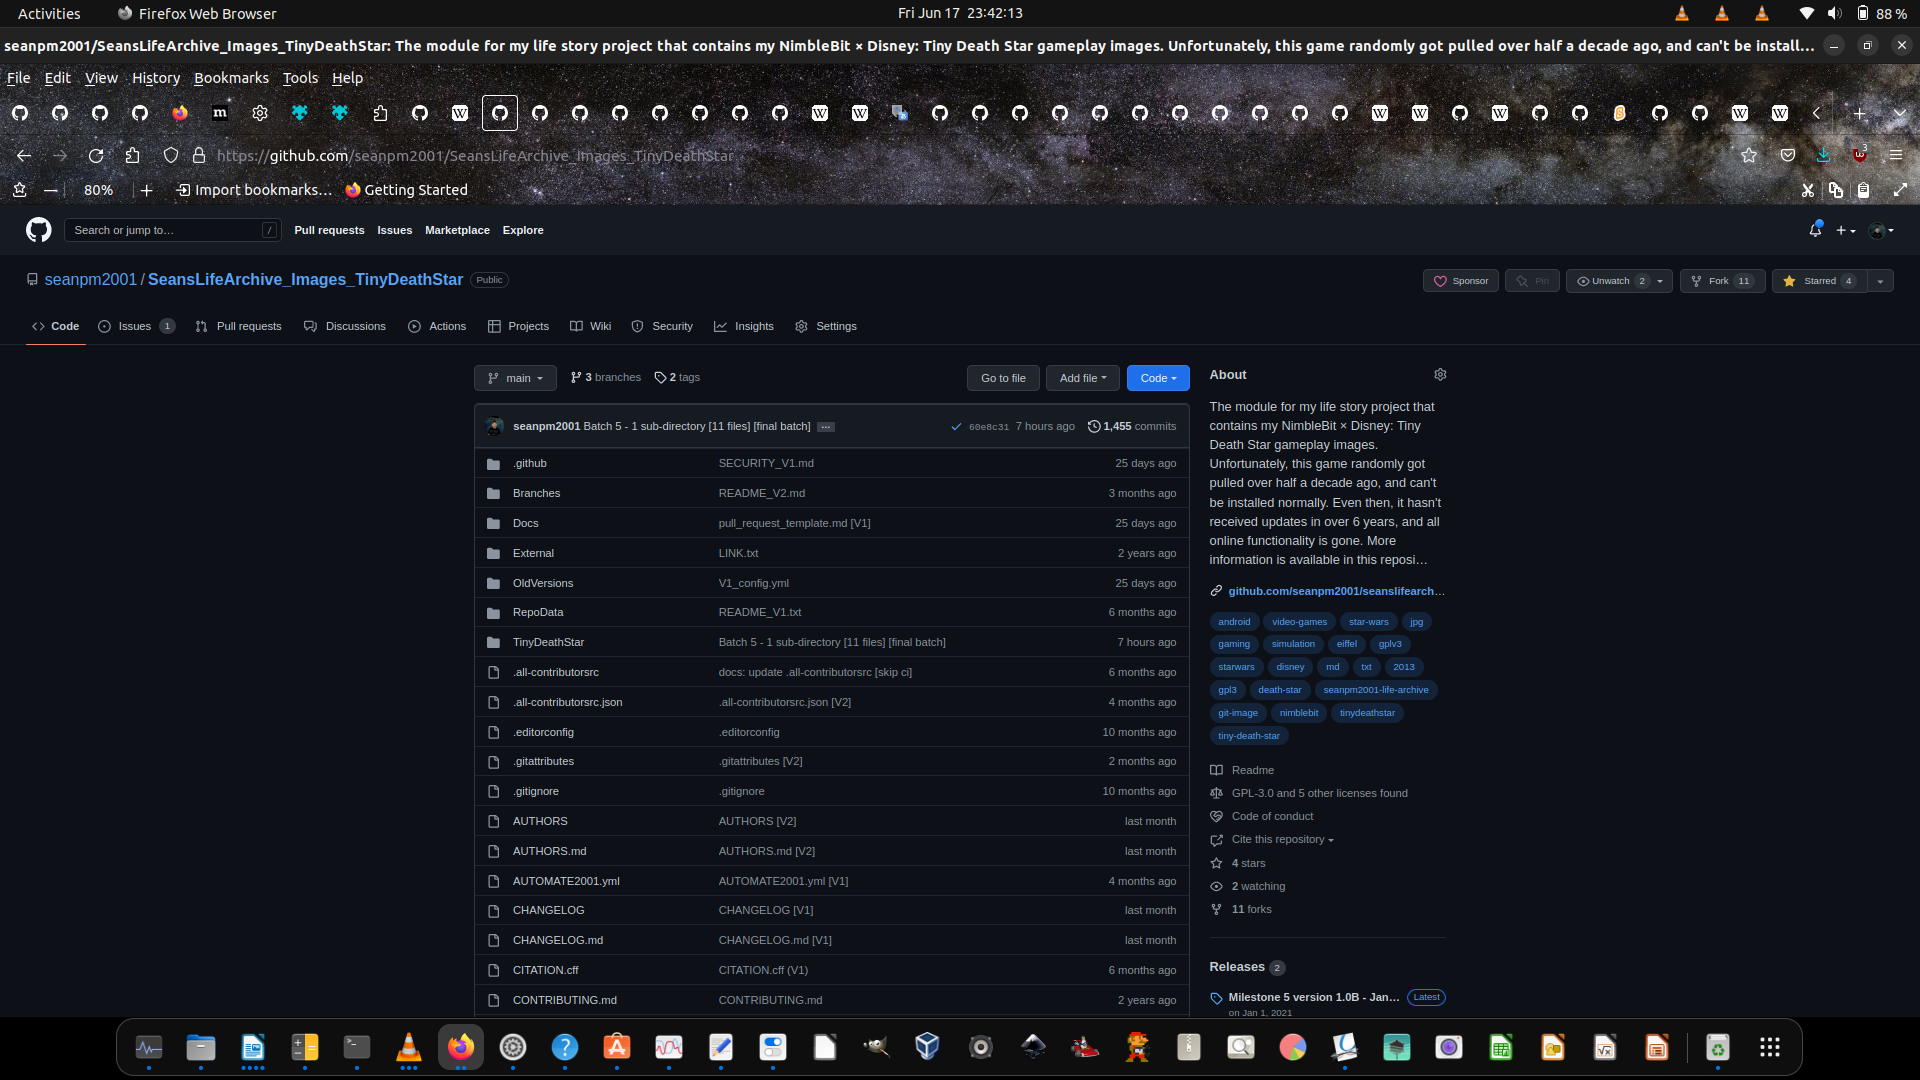 Activities
Firefox Web Browser
Fri Jun 17 23:42:13
88 %
seanpm2001/SeansLifeArchive_Images_TinyDeathStar: The module for my life story project that contains my NimbleBit × Disney: Tiny Death Star gameplay images. Unfortunately, this game randomly got pulled over half a decade ago, and can't be install…
File Edit View History Bookmarks Tools Help
https://github.com/seanpm2001/SeansLifeArchive_Images_TinyDeathStar
3
80%
Import bookmarks…
Getting Started
Search or jump to…
/
Pull requests Issues Marketplace Explore
seanpm2001 / SeansLifeArchive_Images_TinyDeathStar Public
Sponsor
Pin
Unwatch 2
Fork 11
Starred 4
Code
Issues 1
Pull requests
Discussions
Actions
Projects
Wiki
Security
Insights
Settings
main
3 branches
2 tags
Go to file
Add file
Code
seanpm2001 Batch 5 - 1 sub-directory [11 files] [final batch] …
60e8c31 7 hours ago
1,455 commits
.github SECURITY_V1.md 25 days ago
Branches README_V2.md 3 months ago
Docs pull_request_template.md [V1] 25 days ago
External LINK.txt 2 years ago
OldVersions V1_config.yml 25 days ago
RepoData README_V1.txt 6 months ago
TinyDeathStar Batch 5 - 1 sub-directory [11 files] [final batch] 7 hours ago
.all-contributorsrc docs: update .all-contributorsrc [skip ci] 6 months ago
.all-contributorsrc.json .all-contributorsrc.json [V2] 4 months ago
.editorconfig .editorconfig 10 months ago
.gitattributes .gitattributes [V2] 2 months ago
.gitignore .gitignore 10 months ago
AUTHORS AUTHORS [V2] last month
AUTHORS.md AUTHORS.md [V2] last month
AUTOMATE2001.yml AUTOMATE2001.yml [V1] 4 months ago
CHANGELOG CHANGELOG [V1] last month
CHANGELOG.md CHANGELOG.md [V1] last month
CITATION.cff CITATION.cff (V1) 6 months ago
CONTRIBUTING.md CONTRIBUTING.md 2 years ago
About
The module for my life story project that
contains my NimbleBit × Disney: Tiny
Death Star gameplay images.
Unfortunately, this game randomly got
pulled over half a decade ago, and can't
be installed normally. Even then, it hasn't
received updates in over 6 years, and all
online functionality is gone. More
information is available in this reposi…
github.com/seanpm2001/seanslifearch…
android video-games star-wars jpg
gaming simulation eiffel gplv3
starwars disney md txt 2013
gpl3 death-star seanpm2001-life-archive
git-image nimblebit tinydeathstar
tiny-death-star
Readme
GPL-3.0 and 5 other licenses found
Code of conduct
Cite this repository
4 stars
2 watching
11 forks
Releases 2
Milestone 5 version 1.0B - Jan… Latest
on Jan 1, 2021